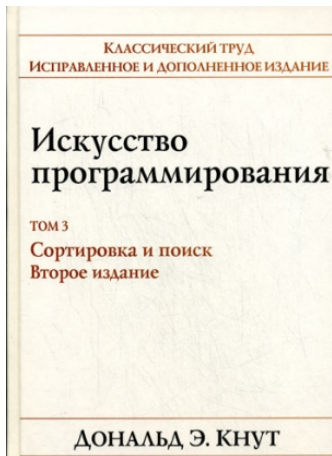 Классический труд
Исправленное и дополненное издание
Искусство
программирования
том 3
Сортировка и поиск
Второе издание
Дональд Э. Кнут